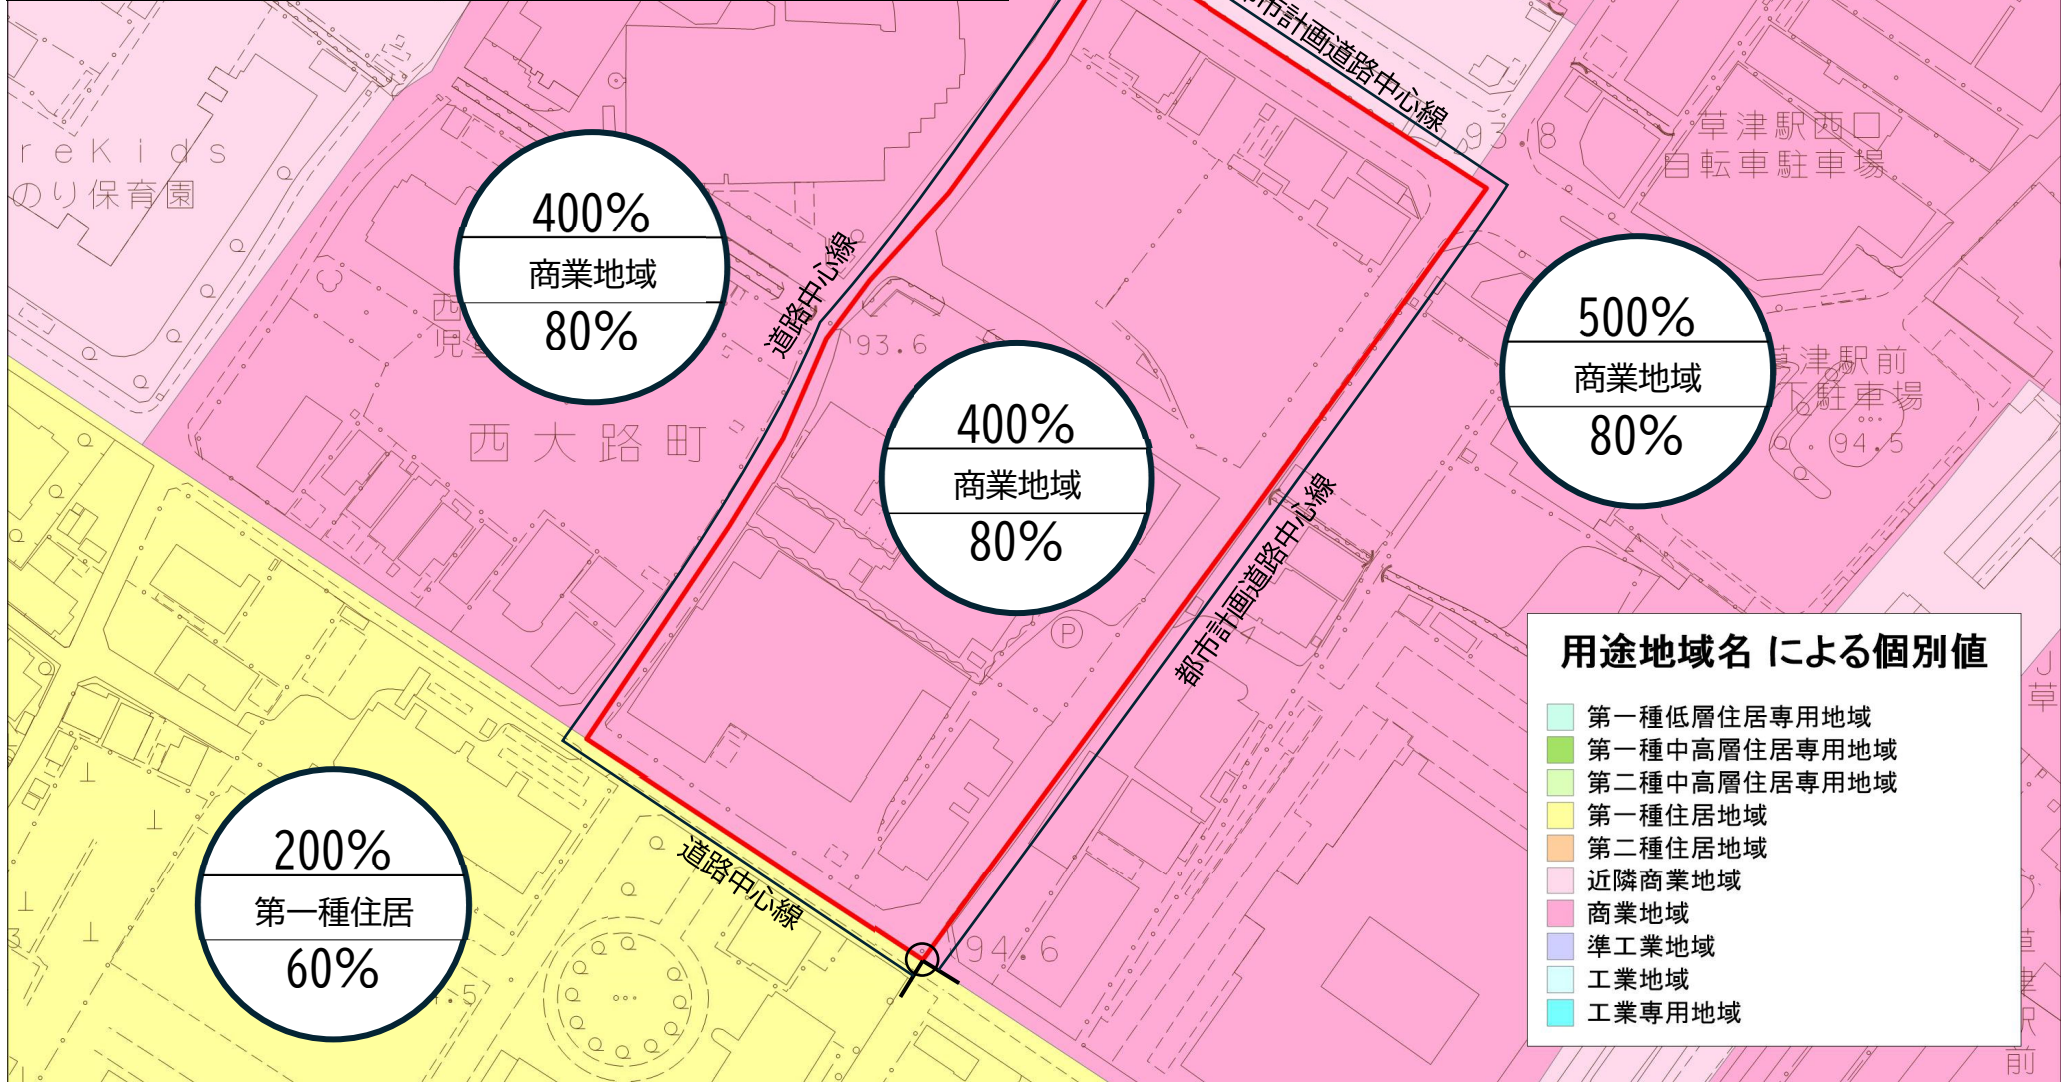 都市計画道路中心線
93.8
草津駅西口
自転車駐車場
reKids
のり保育園
400%
商業地域
80%
道路中心線
93.6
西大路町
400%
商業地域
80%
500%
商業地域
80%
草津駅前
下駐車場
94.5
都市計画道路中心線
P
200%
第一種住居
60%
道路中心線
94.6
用途地域名 による個別値
第一種低層住居専用地域
第一種中高層住居専用地域
第二種中高層住居専用地域
第一種住居地域
第二種住居地域
近隣商業地域
商業地域
準工業地域
工業地域
工業専用地域
J草
草津駅前